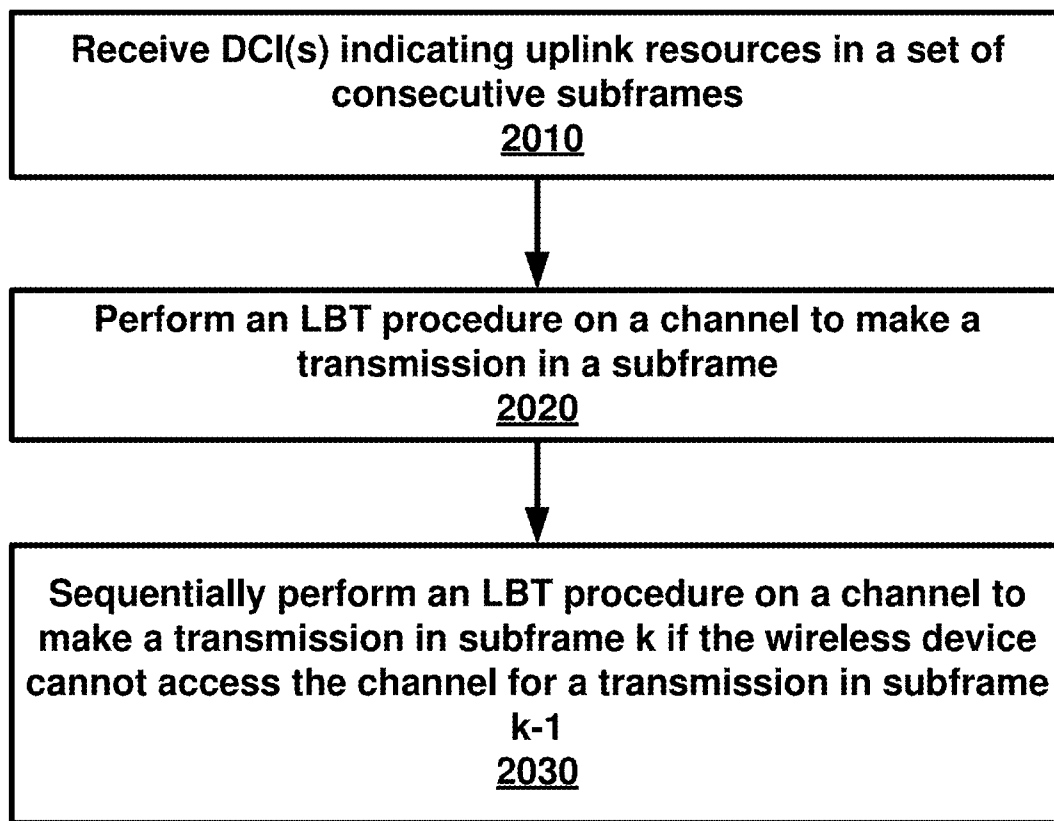 Receive DCI(s) indicating uplink resources in a set of
consecutive subframes
2010
Perform an LBT procedure on a channel to make a
transmission in a subframe
2020
Sequentially perform an LBT procedure on a channel to
make a transmission in subframe k if the wireless device
cannot access the channel for a transmission in subframe
k-1
2030